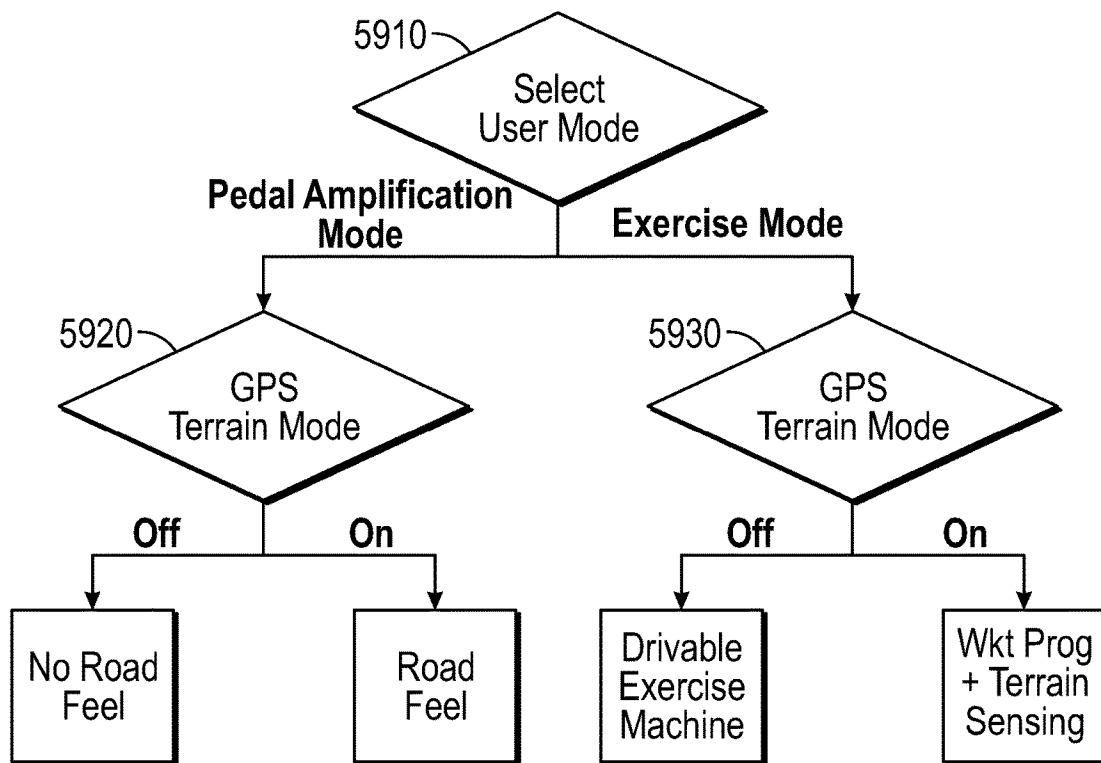 5910
Select
User Mode
Pedal Amplification
Mode
Exercise Mode
5920
GPS
Terrain Mode
5930
GPS
Terrain Mode
Off
On
Off
On
No Road
Feel
Road
Feel
Drivable
Exercise
Machine
Wkt Prog
+ Terrain
Sensing